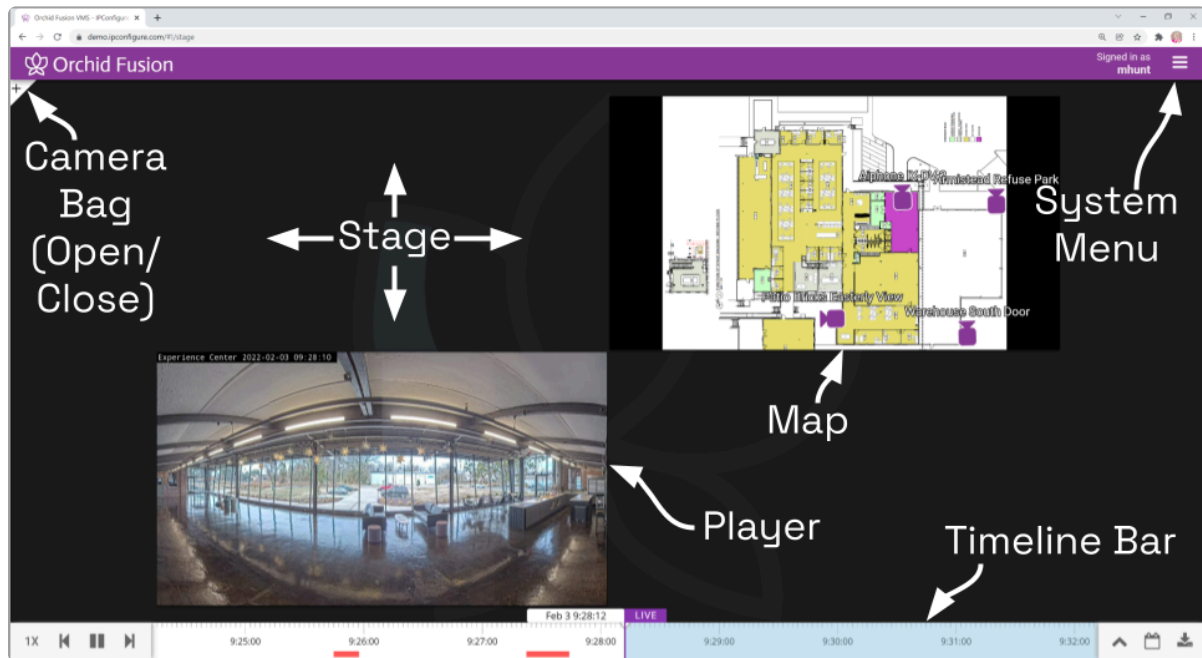 Orchid Fusion VMS - IPConfigure
demo.ipconfigure.com/#!/stage
Orchid Fusion
Signed in as
mhunt
Camera
Bag
(Open/
Close)
Stage
System
Menu
Aiphone IX-DV
Armistead Refuse Park
Patio Bricks Easterly View
Warehouse South Door
Map
Experience Center 2022-02-03 09:28:10
Player
Timeline Bar
Feb 3 9:28:12
LIVE
1X
9:25:00
9:26:00
9:27:00
9:28:00
9:29:00
9:30:00
9:31:00
9:32:00